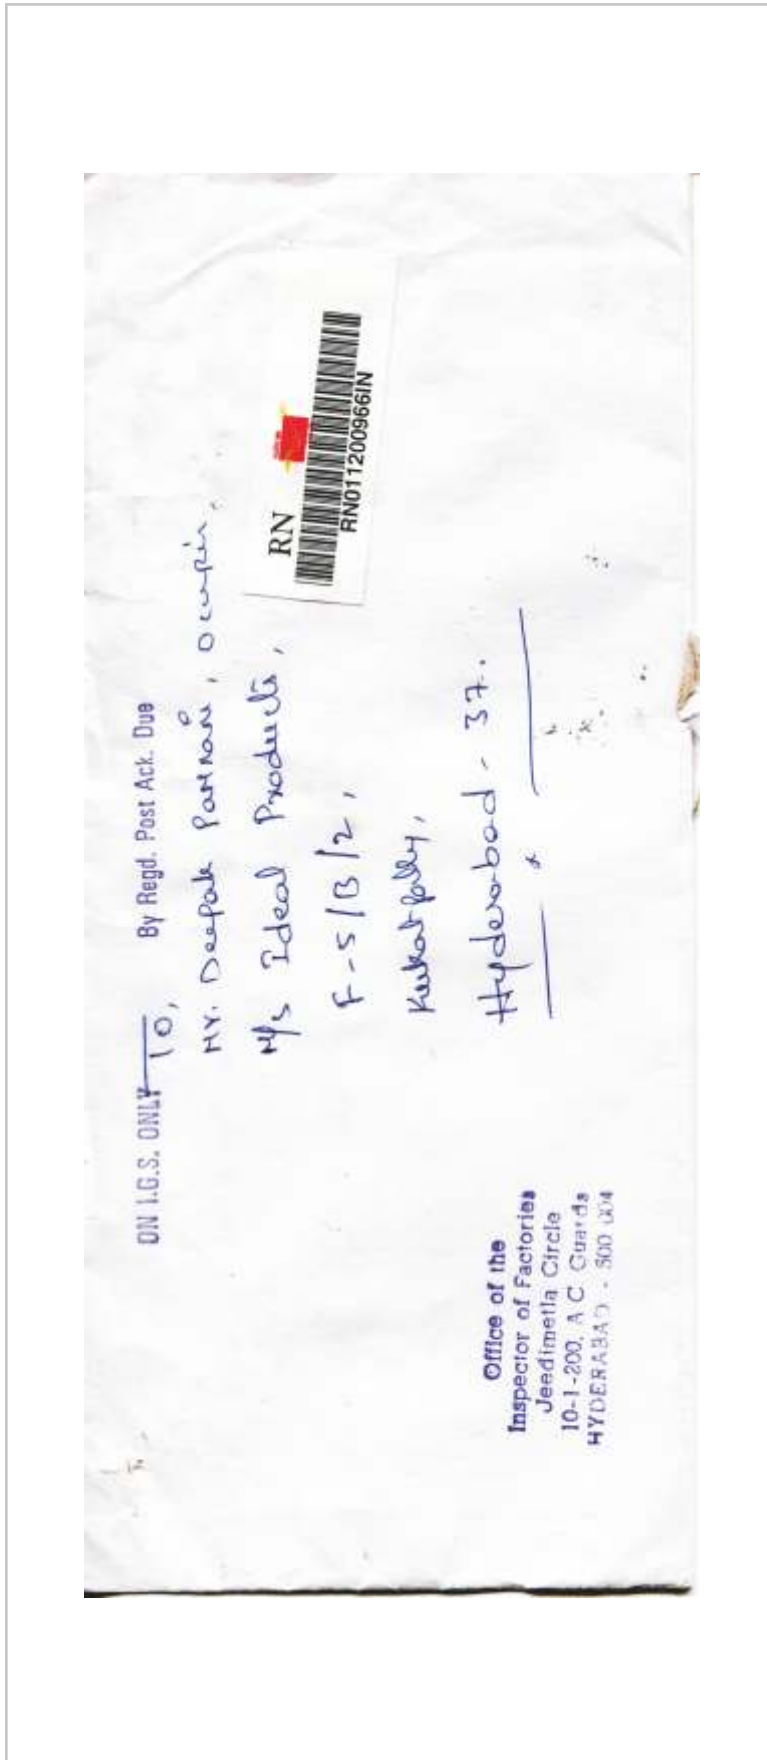 ON I.G.S. ONLY By Regd. Post Ack. Due
To,
Mr. Deepak Occupier,
M/s Ideal Products,
F-5/B/2,
Kukatpally,
Hyderabad - 37.
RN
RN011200966IN
Office of the
Inspector of Factories
Jeedimetla Circle
10-1-200, A C Guards
HYDERABAD - 500 004